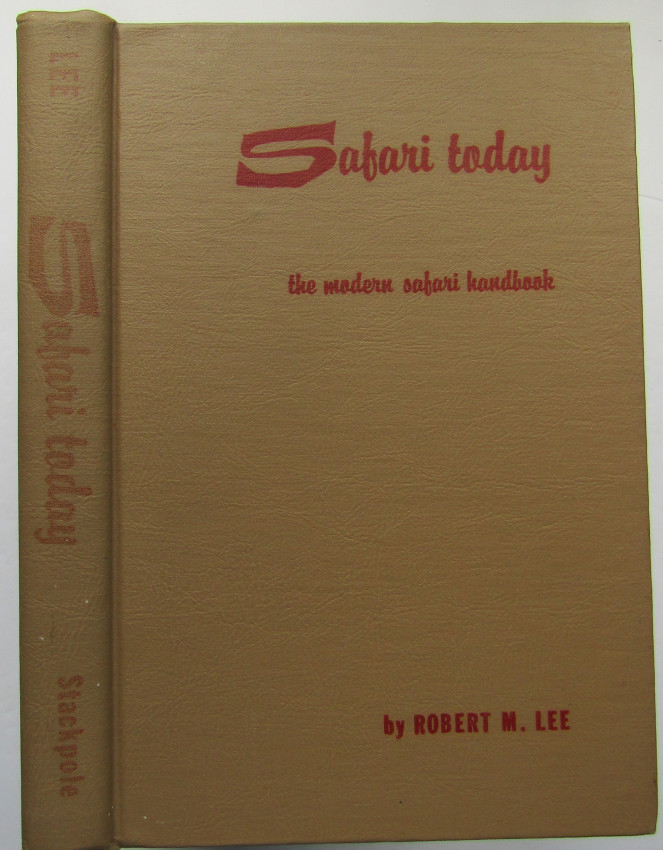 Safari today
the modern safari handbook
by ROBERT M. LEE
LEE
Safari today
Stackpole